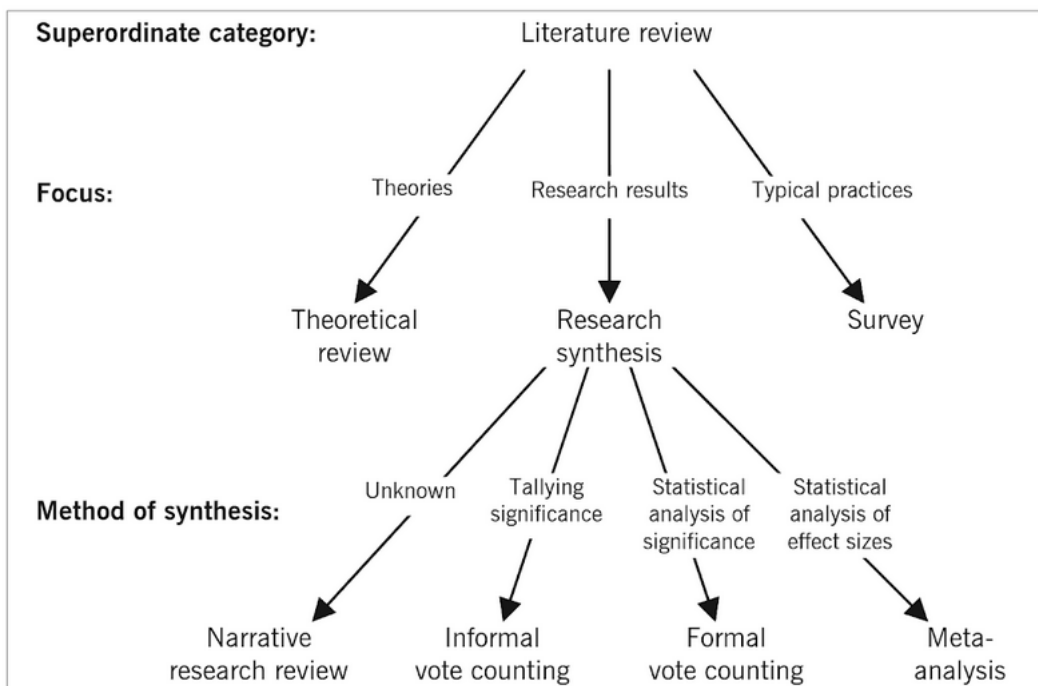 Superordinate category: Literature review
Focus: Theories Research results Typical practices
Theoretical review
Research synthesis
Survey
Method of synthesis:
Unknown
Tallying significance
Statistical analysis of significance
Statistical analysis of effect sizes
Narrative research review
Informal vote counting
Formal vote counting
Meta-analysis